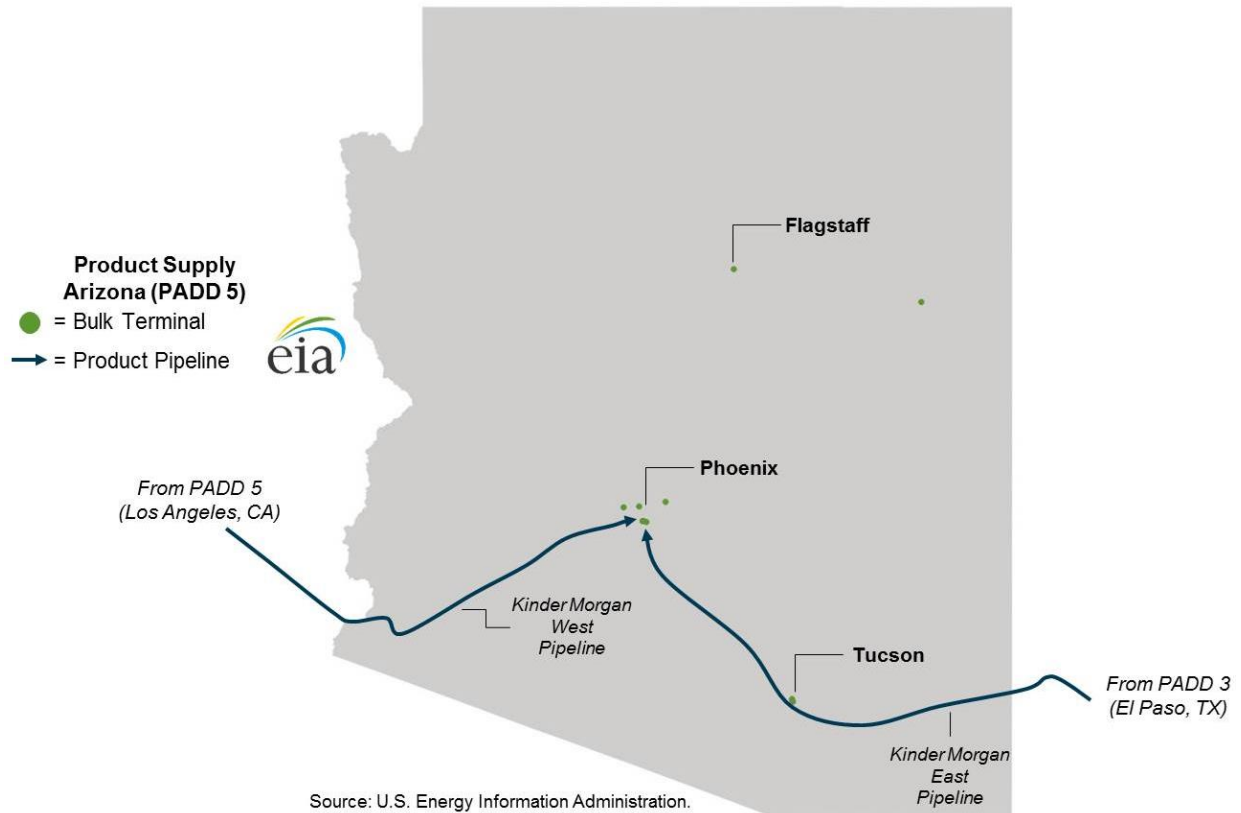 Flagstaff
Product Supply
Arizona (PADD 5)
= Bulk Terminal
= Product Pipeline
eia
Phoenix
From PADD 5
(Los Angeles, CA)
Kinder Morgan
West
Pipeline
Tucson
From PADD 3
(El Paso, TX)
Kinder Morgan
East
Pipeline
Source: U.S. Energy Information Administration.